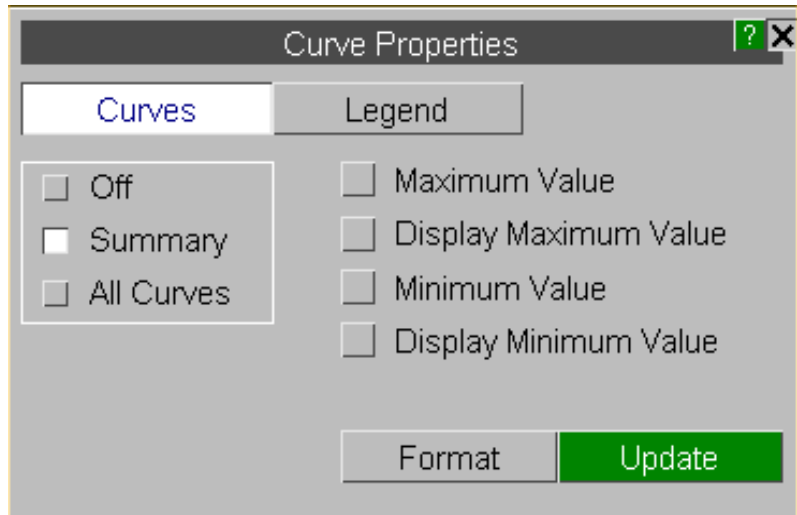 Curve Properties
? X
Curves Legend
Off
Summary
All Curves
Maximum Value
Display Maximum Value
Minimum Value
Display Minimum Value
Format Update